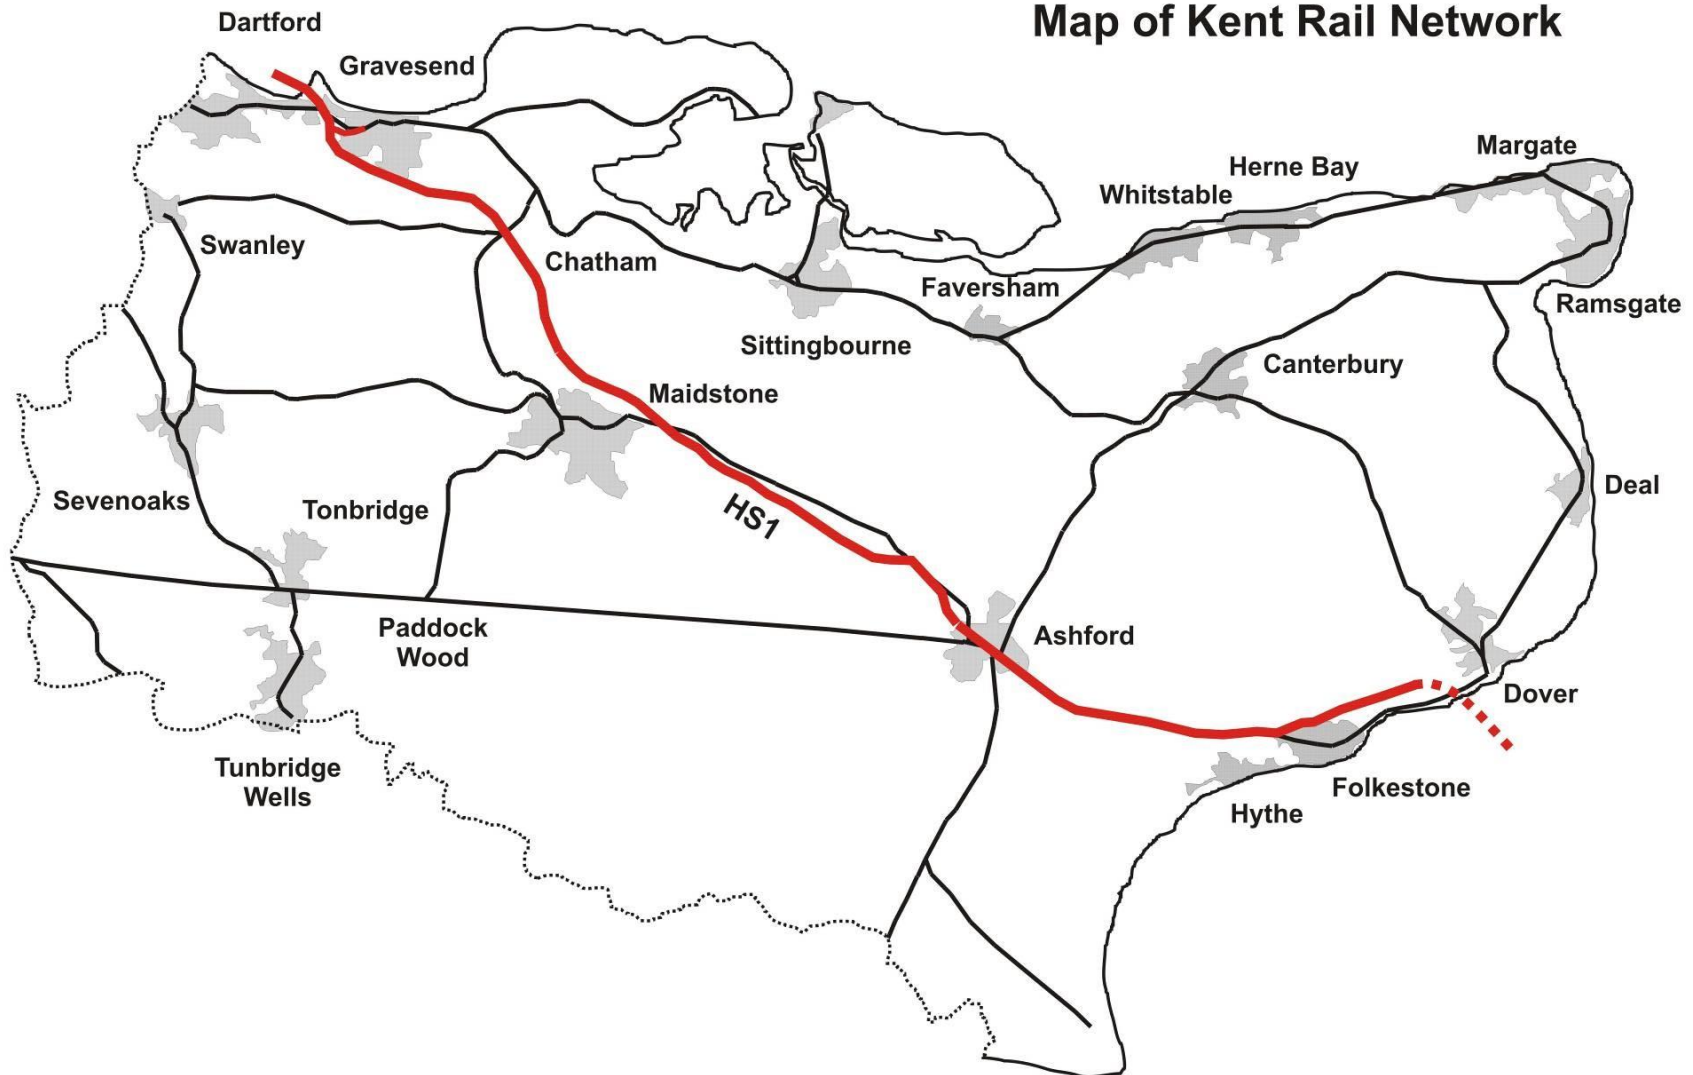 Map of Kent Rail Network
Dartford
Gravesend
Margate
Herne Bay
Whitstable
Swanley
Chatham
Faversham
Ramsgate
Sittingbourne
Canterbury
Maidstone
Deal
Sevenoaks
Tonbridge
HS1
Paddock
Wood
Ashford
Dover
Tunbridge
Wells
Folkestone
Hythe